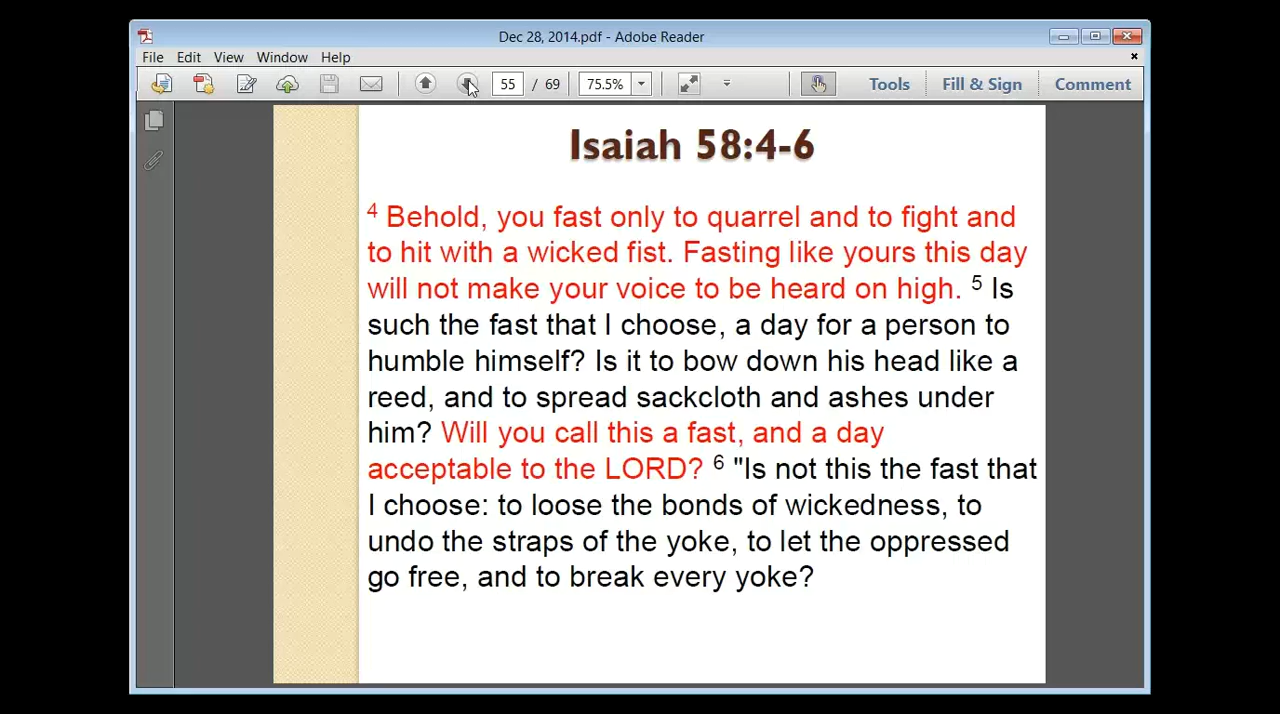 Dec 28, 2014.pdf - Adobe Reader
File Edit View Window Help
55 / 69 75.5% Tools Fill & Sign Comment
Isaiah 58:4-6
4 Behold, you fast only to quarrel and to fight and
to hit with a wicked fist. Fasting like yours this day
will not make your voice to be heard on high. 5 Is
such the fast that I choose, a day for a person to
humble himself? Is it to bow down his head like a
reed, and to spread sackcloth and ashes under
him? Will you call this a fast, and a day
acceptable to the LORD? 6 "Is not this the fast that
I choose: to loose the bonds of wickedness, to
undo the straps of the yoke, to let the oppressed
go free, and to break every yoke?